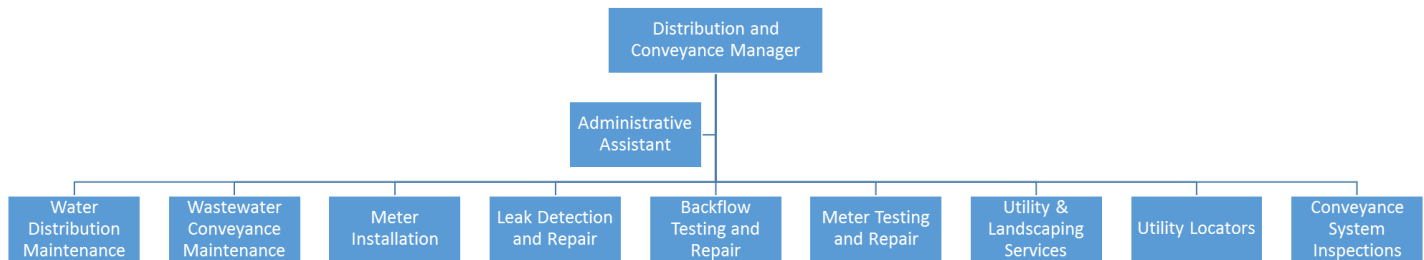 Distribution and
Conveyance Manager
Administrative
Assistant
Water
Distribution
Maintenance
Wastewater
Conveyance
Maintenance
Meter
Installation
Leak Detection
and Repair
Backflow
Testing and
Repair
Meter Testing
and Repair
Utility &
Landscaping
Services
Utility Locators
Conveyance
System
Inspections